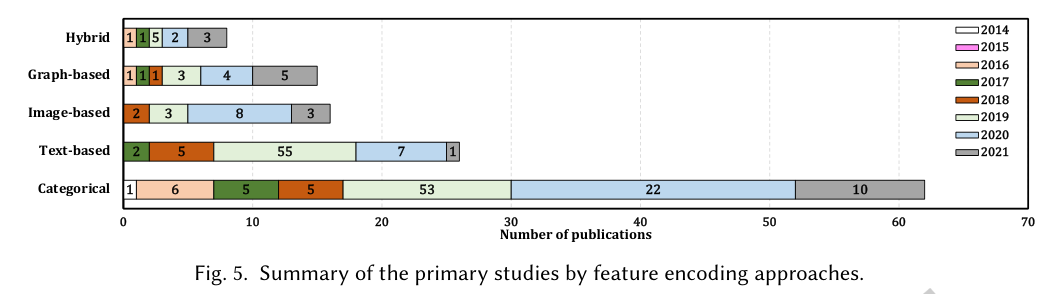 Hybrid 1 1 5 2 3
Graph-based 1 1 1 3 4 5
Image-based 2 3 8 3
Text-based 2 5 55 7 1
Categorical 1 6 5 5 53 22 10
0 10 20 30 40 50 60 70
Number of publications
2014
2015
2016
2017
2018
2019
2020
2021
Fig. 5. Summary of the primary studies by feature encoding approaches.